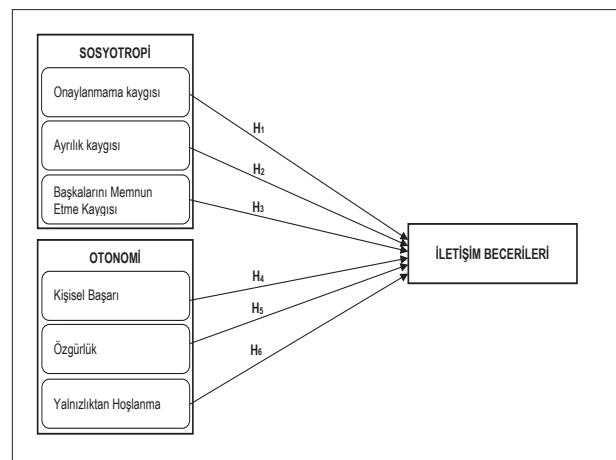 SOSYOTROPİ
Onaylanmama kaygısı
Ayrılık kaygısı
Başkalarını Memnun
Etme Kaygısı
H1
H2
H3
OTONOMİ
Kişisel Başarı
Özgürlük
Yalnızlıktan Hoşlanma
H4
H5
H6
İLETİŞİM BECERİLERİ